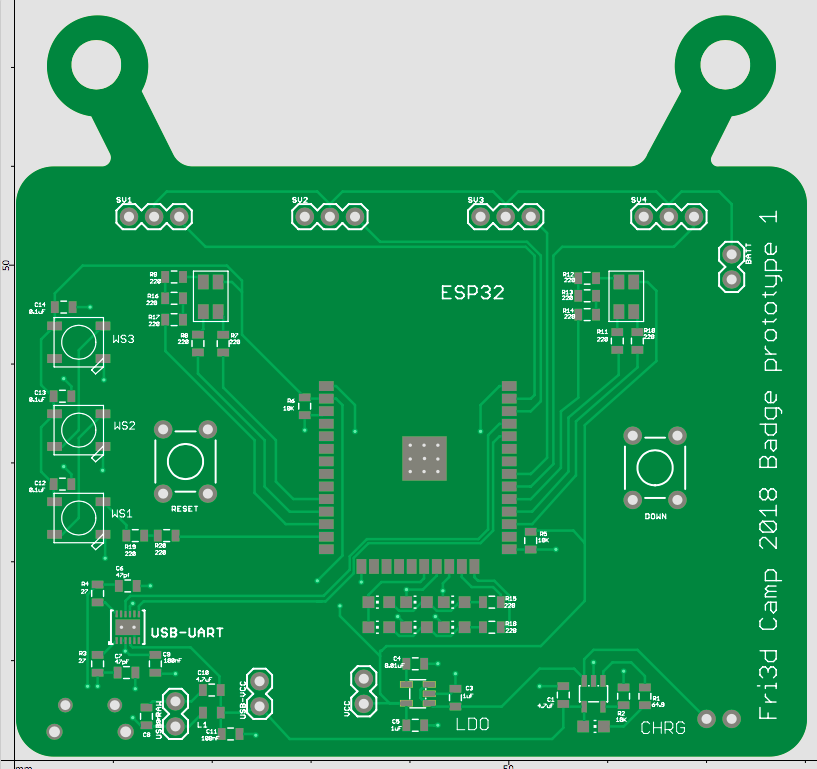 SV1
SV2
SV3
SV4
BATT
50
ESP32
R9
220
R16
220
R17
220
R8
220
R7
220
R12
220
R13
220
R14
220
R11
220
R10
220
C14
0.1uF
WS3
C13
0.1uF
WS2
R6
10K
C12
0.1uF
WS1
RESET
DOWN
R19
220
R20
220
R5
10K
C6
47pf
R4
27
USB-UART
R15
220
R18
220
R3
27
C7
47pF
C9
100nF
C10
4.7uF
USB-VCC
USB-RAW
C8
L1
C11
100nF
VCC
C4
0.01uF
C3
1uF
C5
1uF
LDO
C1
4.7uF
R2
10K
R1
CHRG
Fri3d Camp 2018 Badge prototype 1
mm
50